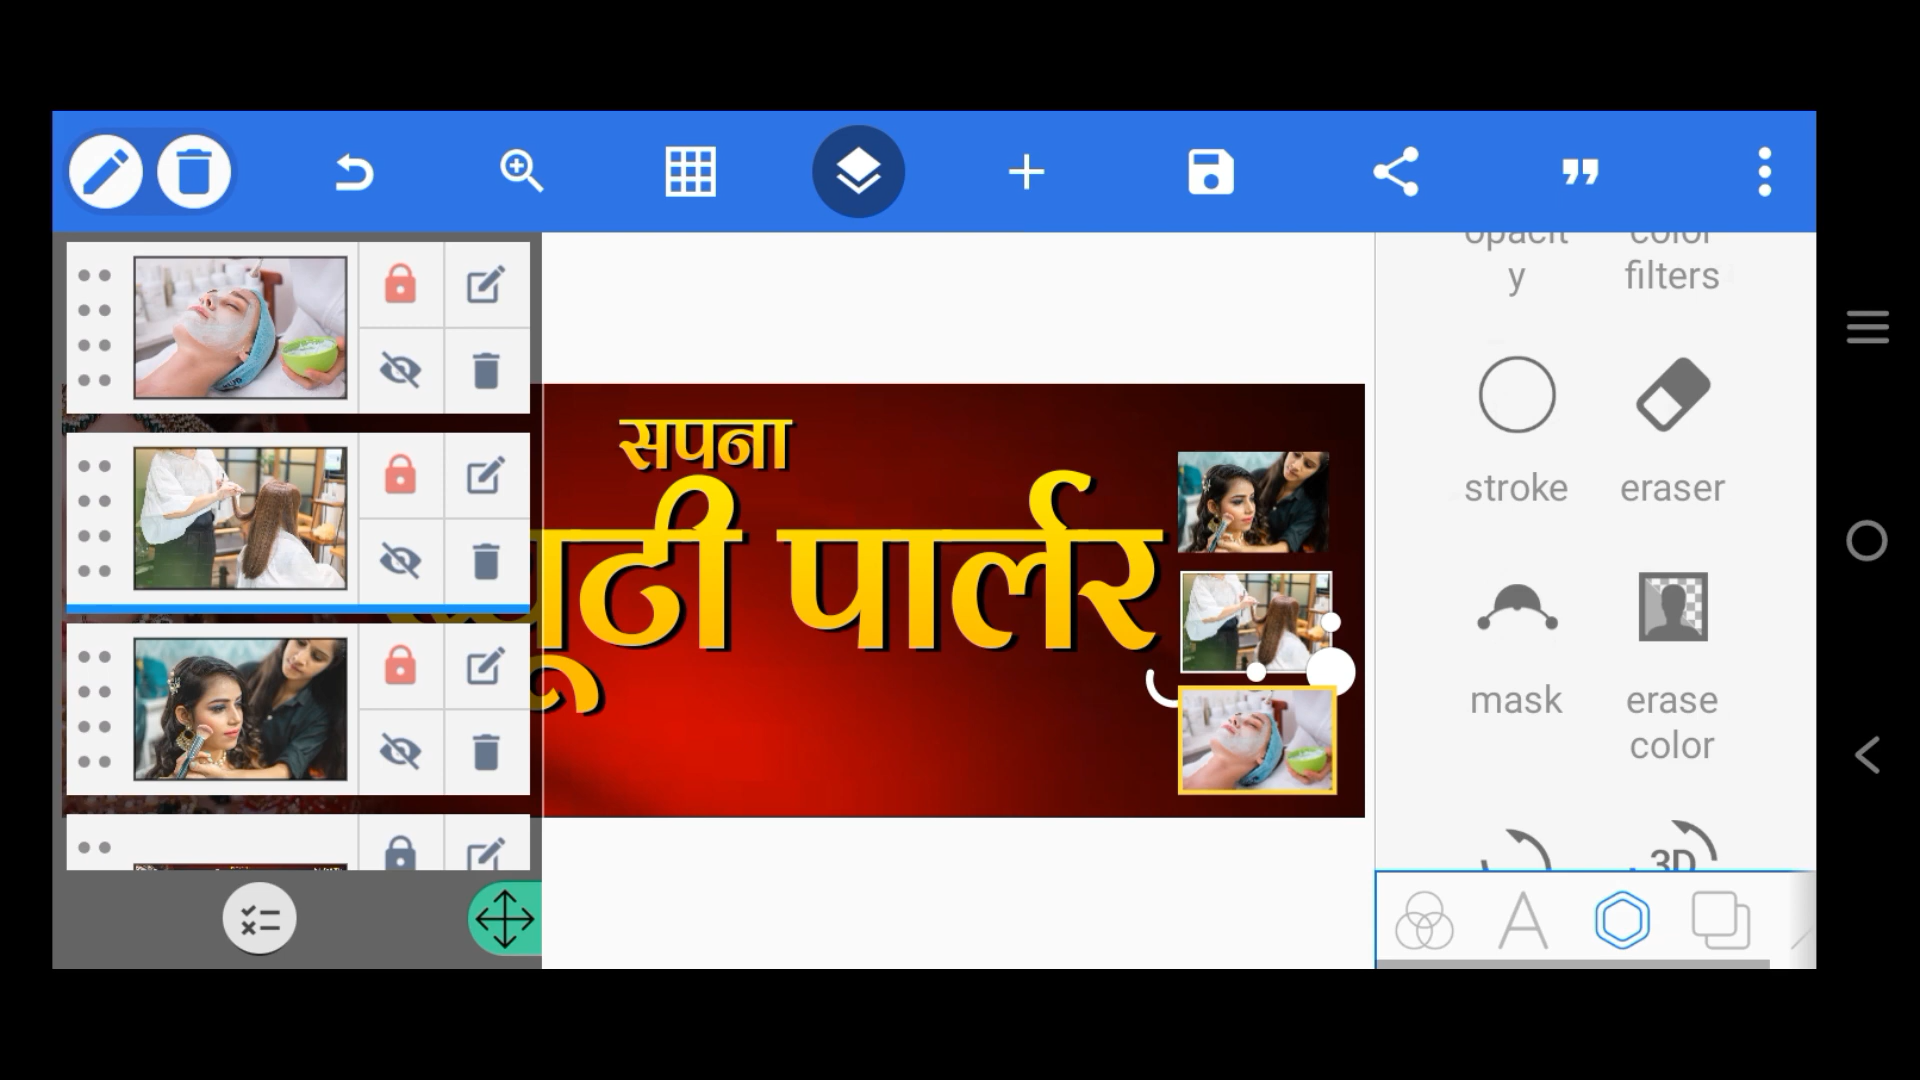 opacit
y
color
filters
सपना
ब्यूटी पार्लर
stroke
eraser
mask
erase
color
3D